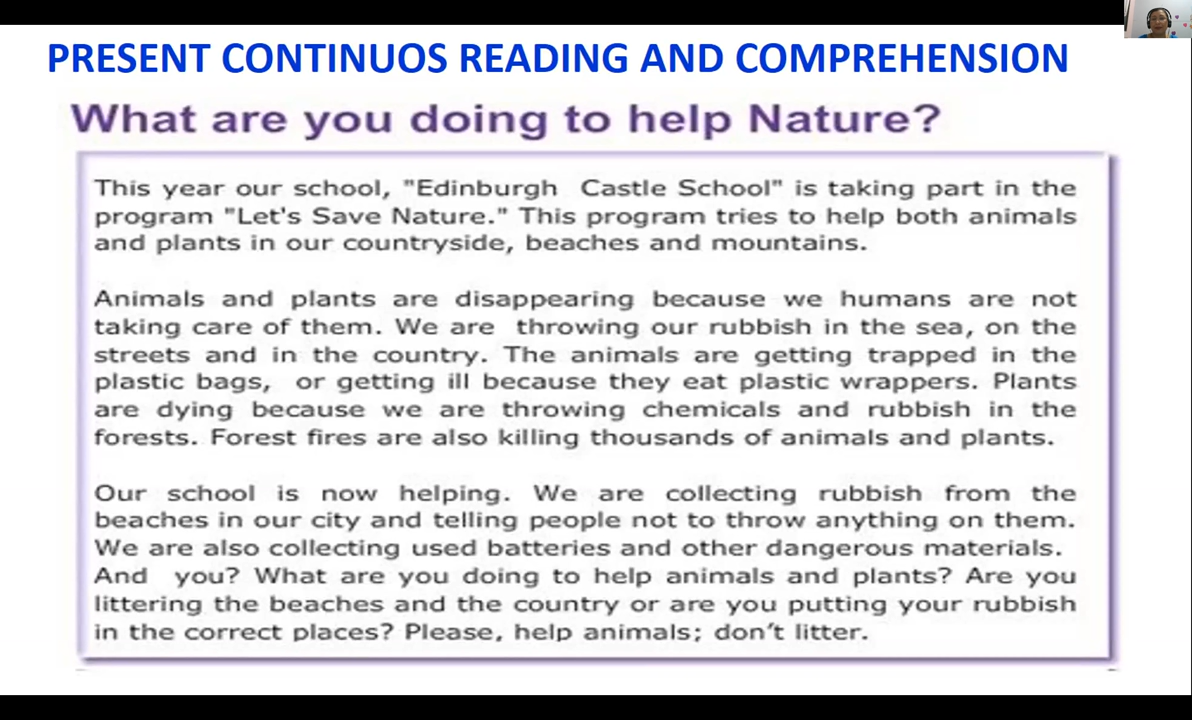 PRESENT CONTINUOS READING AND COMPREHENSION
What are you doing to help Nature?
This year our school, "Edinburgh Castle School" is taking part in the
program "Let's Save Nature." This program tries to help both animals
and plants in our countryside, beaches and mountains.
Animals and plants are disappearing because we humans are not
taking care of them. We are throwing our rubbish in the sea, on the
streets and in the country. The animals are getting trapped in the
plastic bags, or getting ill because they eat plastic wrappers. Plants
are dying because we are throwing chemicals and rubbish in the
forests. Forest fires are also killing thousands of animals and plants.
Our school is now helping. We are collecting rubbish from the
beaches in our city and telling people not to throw anything on them.
We are also collecting used batteries and other dangerous materials.
And you? What are you doing to help animals and plants? Are you
littering the beaches and the country or are you putting your rubbish
in the correct places? Please, help animals; don't litter.